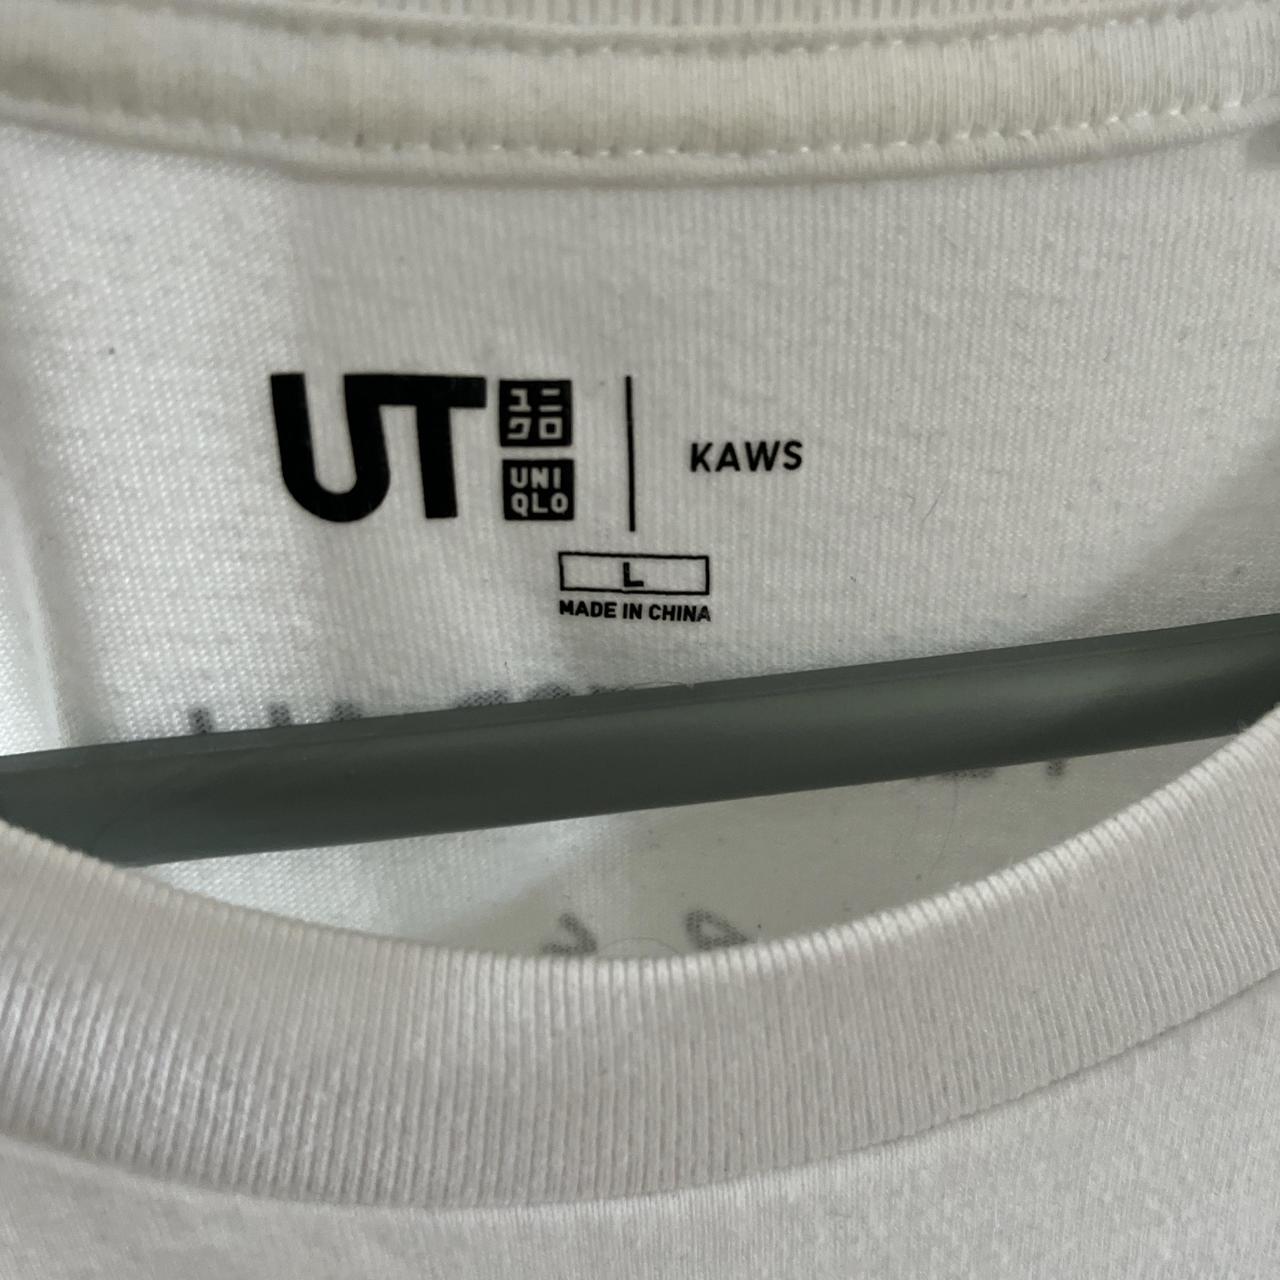 UT
ユニ
クロ
UNI
QLO
KAWS
L
MADE IN CHINA